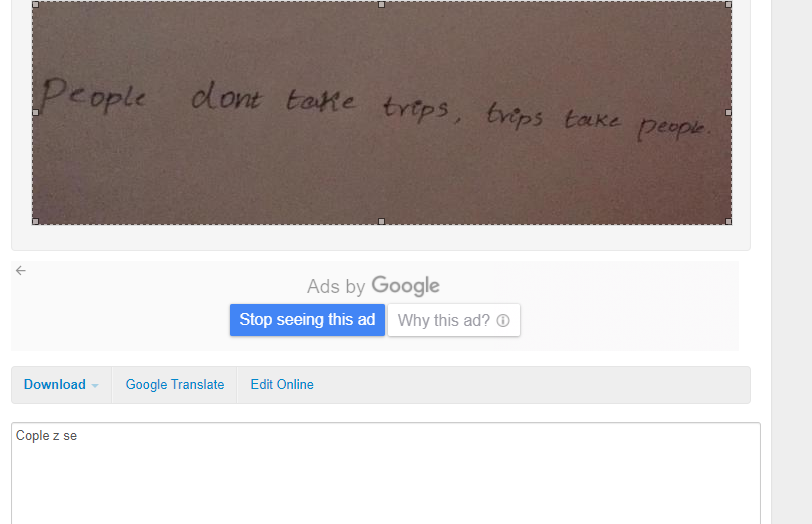 People dont take trips, trips take people.
Ads by Google
Stop seeing this ad
Why this ad?
Download
Google Translate
Edit Online
Cople z se